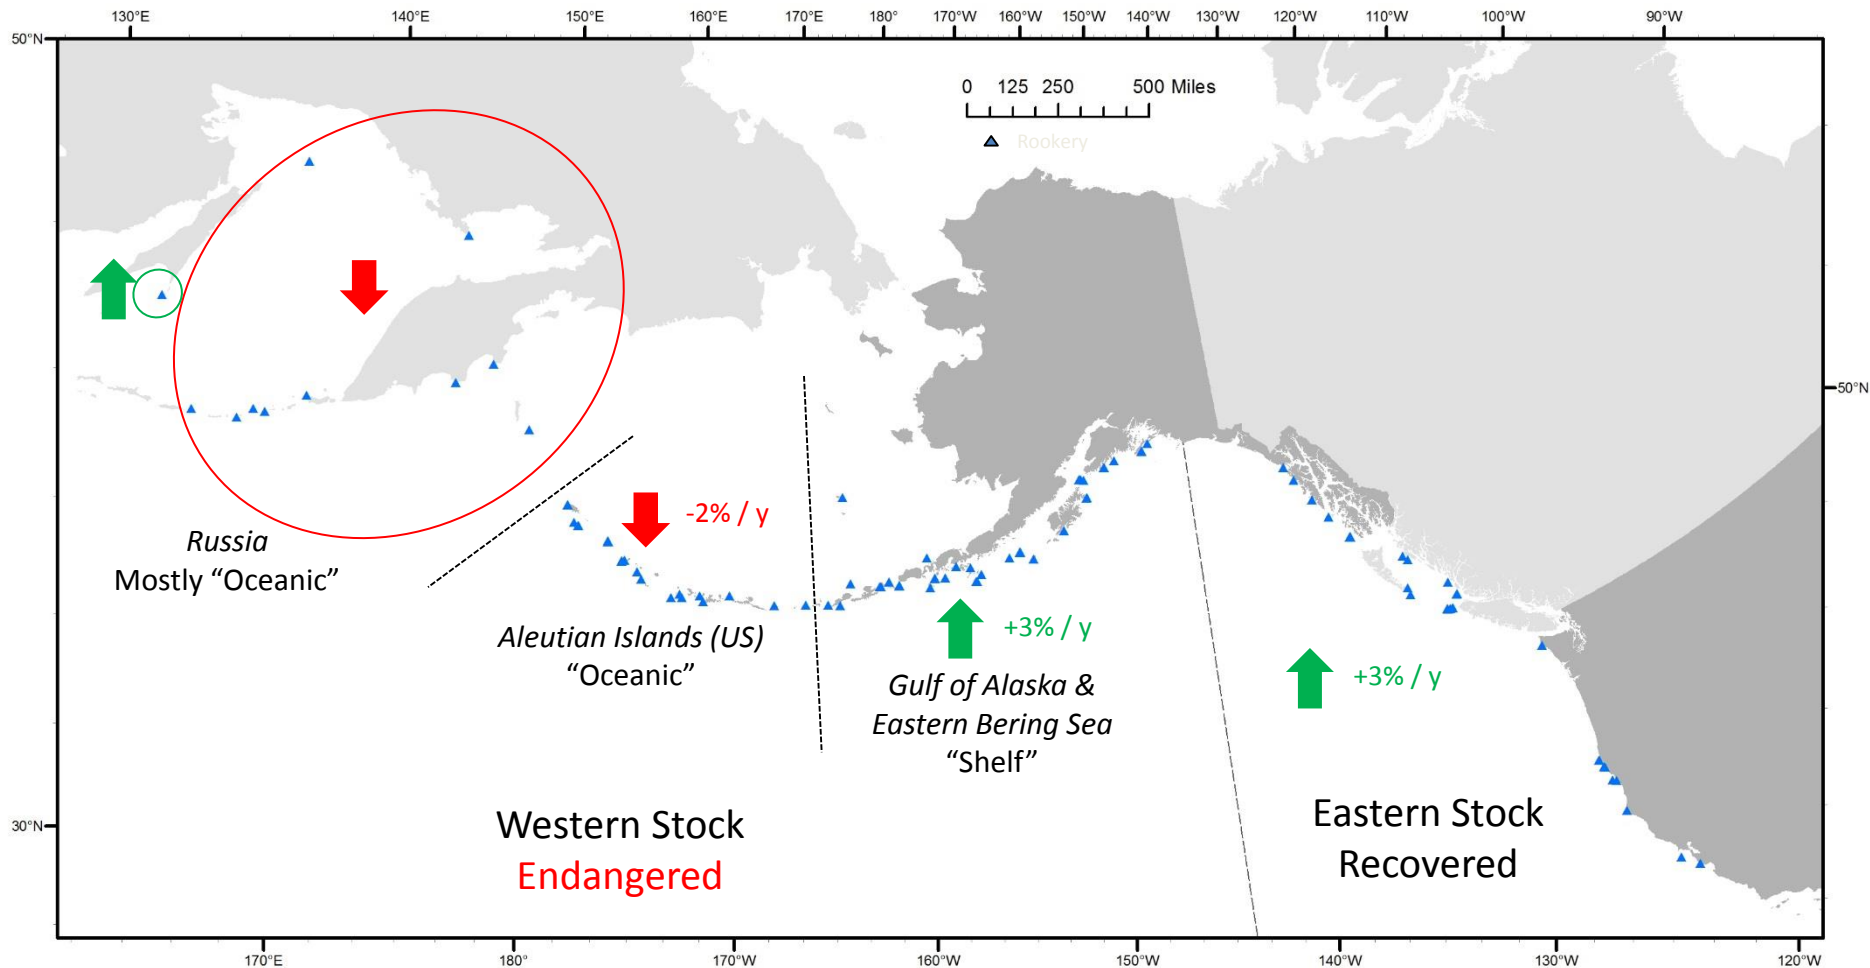 130°E 140°E 150°E 160°E 170°E 180° 170°W 160°W 150°W 140°W 130°W 120°W 110°W 100°W 90°W
50°N
0 125 250 500 Miles
Rookery
50°N
-2% / y
Russia
Mostly “Oceanic”
Aleutian Islands (US)
“Oceanic”
+3% / y
Gulf of Alaska &
Eastern Bering Sea
“Shelf”
+3% / y
Western Stock
Endangered
Eastern Stock
Recovered
30°N
170°E 180° 170°W 160°W 150°W 140°W 130°W 120°W